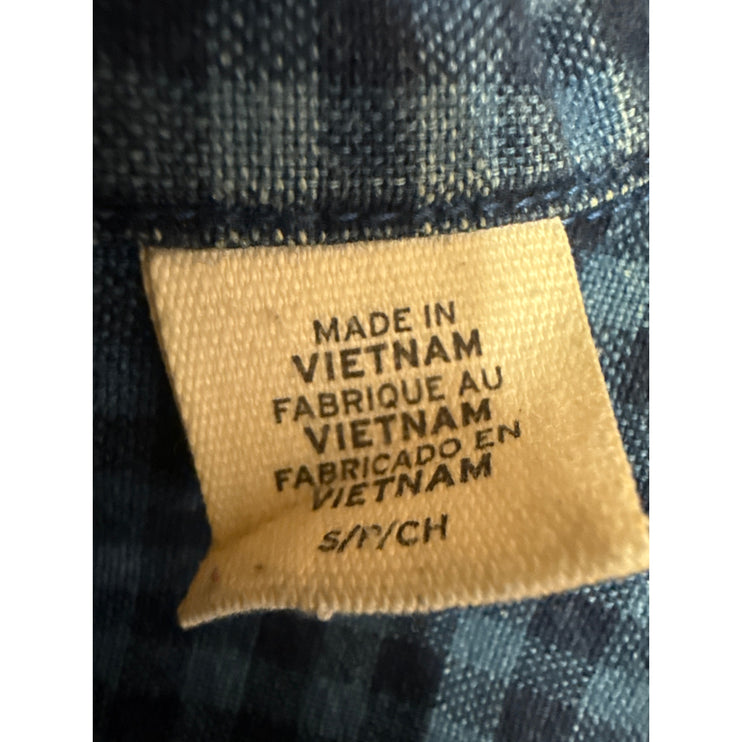 MADE IN
VIETNAM
FABRIQUE AU
VIETNAM
FABRICADO EN
VIETNAM
S/P/CH